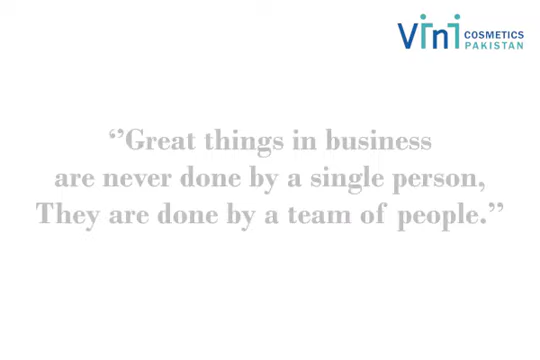 Vini COSMETICS
PAKISTAN
‘’Great things in business
are never done by a single person,
They are done by a team of people.’’